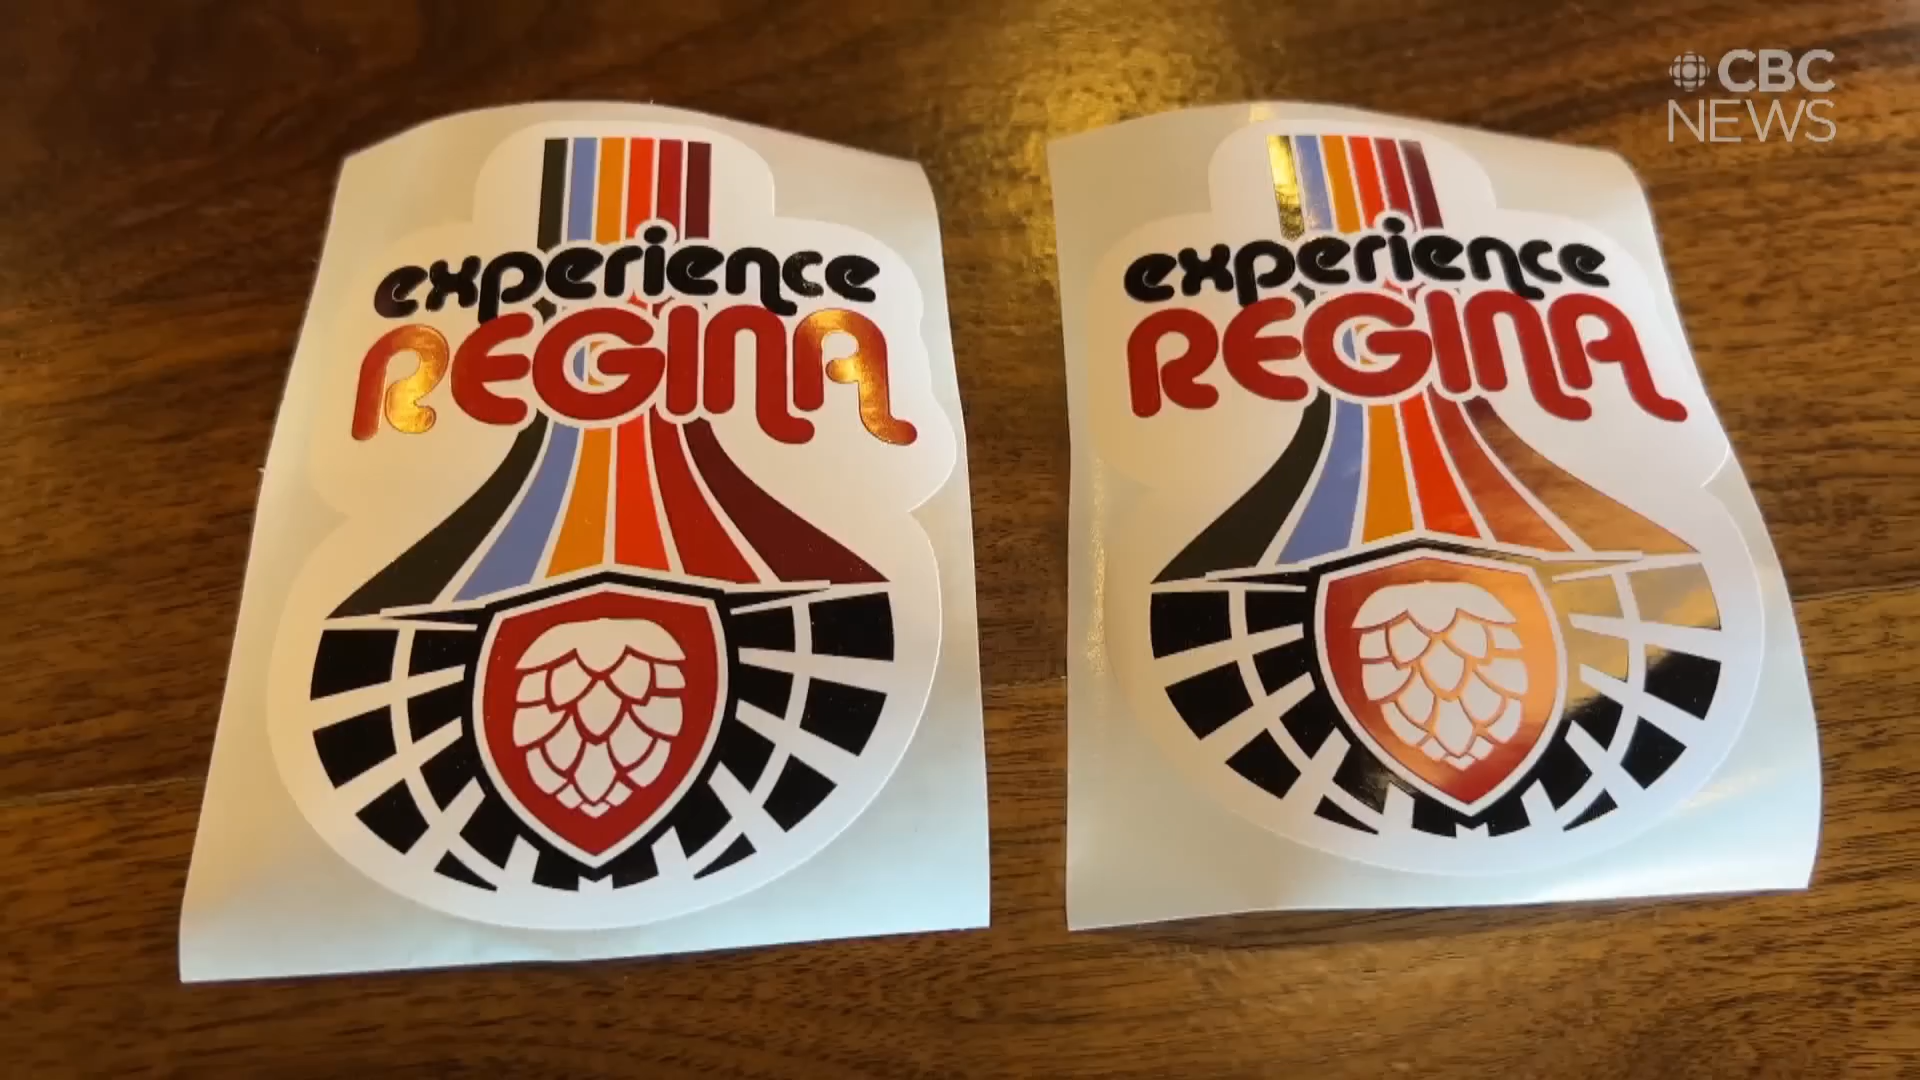 CBC
NEWS
experience
REGINA
experience
REGINA